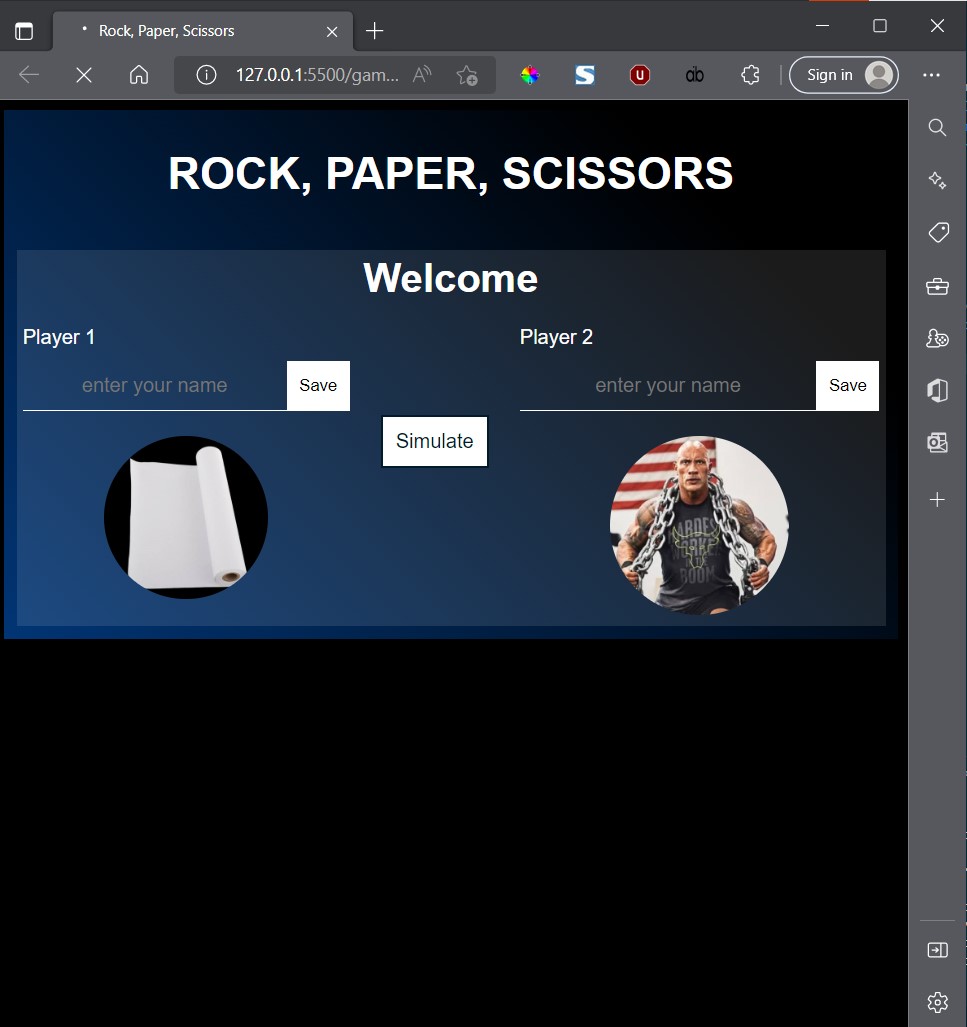 Rock, Paper, Scissors
127.0.0.1:5500/gam...
Sign in
ROCK, PAPER, SCISSORS
Welcome
Player 1
Player 2
enter your name
Save
enter your name
Save
Simulate